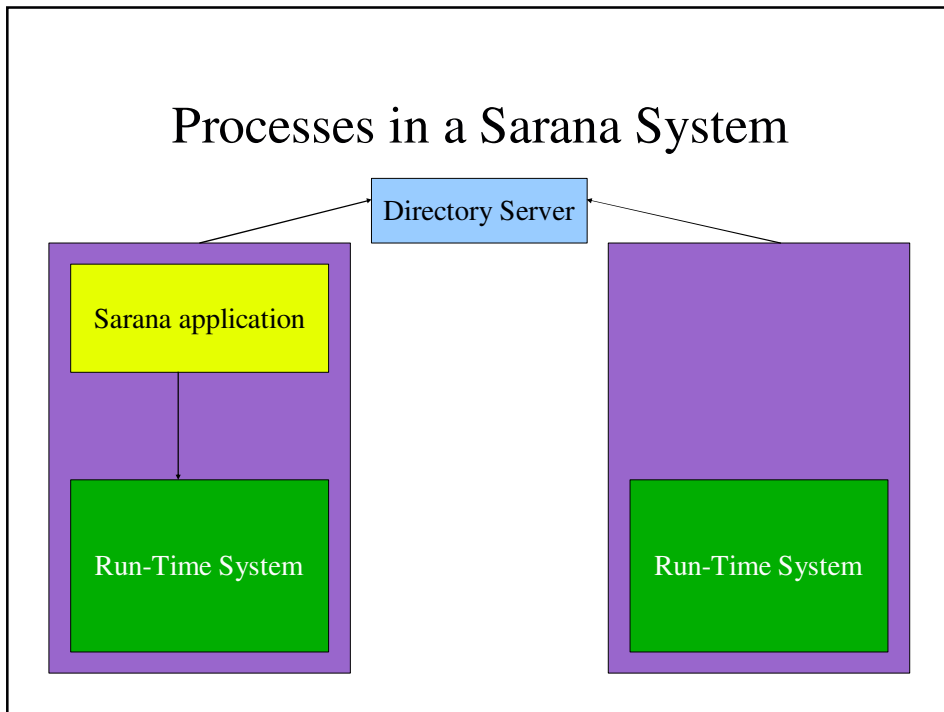 Processes in a Sarana System
Directory Server
Sarana application
Run-Time System
Run-Time System